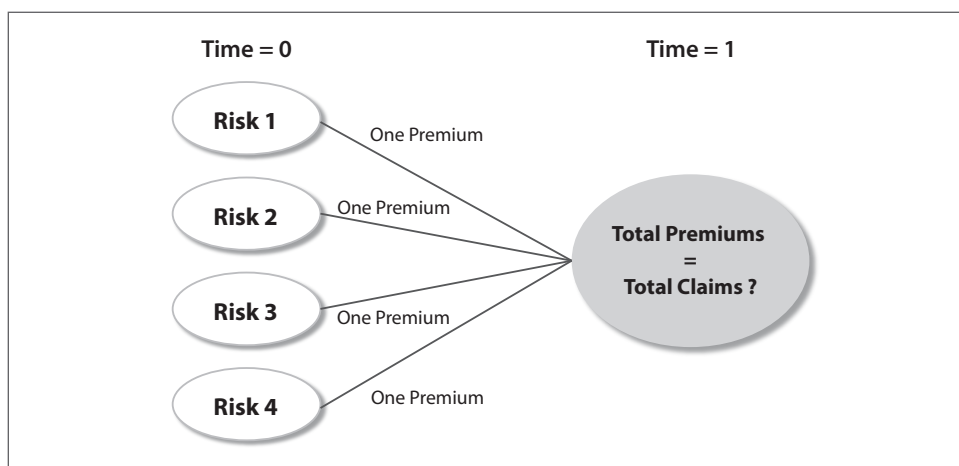 Time = 0
Time = 1
Risk 1
One Premium
Risk 2
One Premium
Total Premiums
=
Total Claims ?
Risk 3
One Premium
Risk 4
One Premium